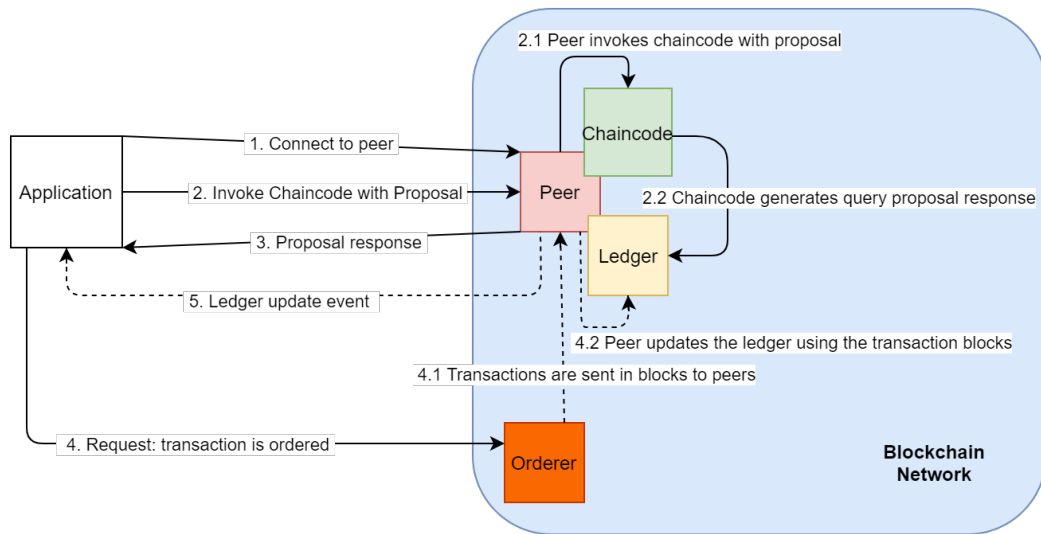 2.1 Peer invokes chaincode with proposal
Chaincode
1. Connect to peer
Application
2. Invoke Chaincode with Proposal
Peer
2.2 Chaincode generates query proposal response
3. Proposal response
Ledger
5. Ledger update event
4.2 Peer updates the ledger using the transaction blocks
4.1 Transactions are sent in blocks to peers
4. Request: transaction is ordered
Orderer
Blockchain
Network